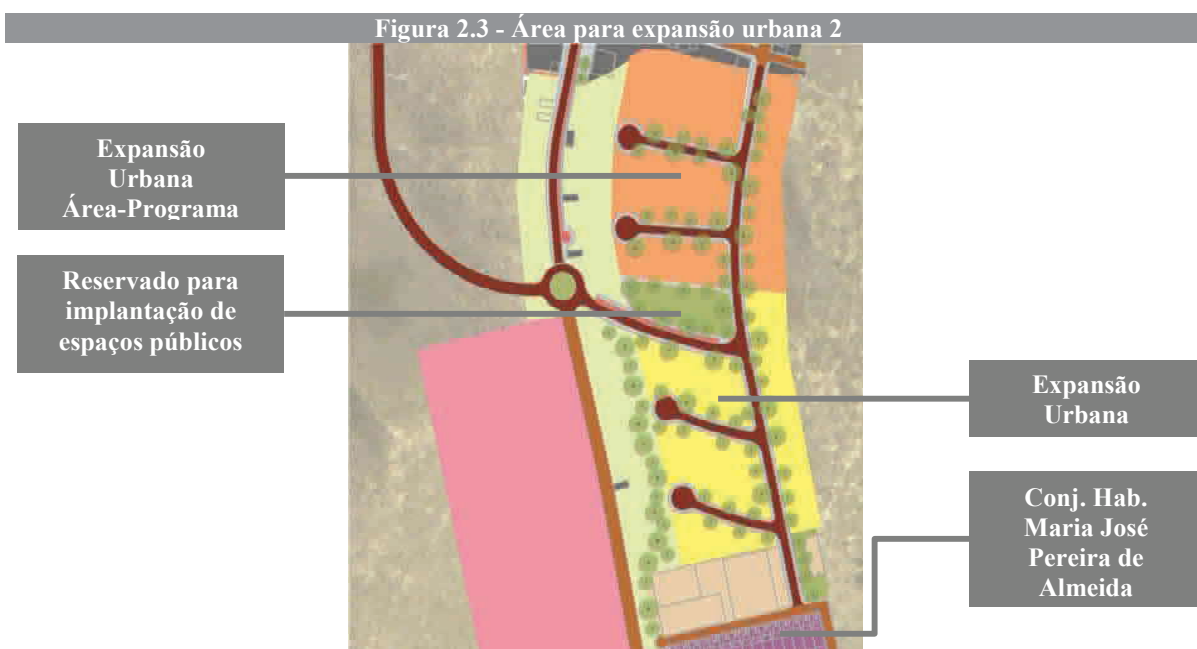 Figura 2.3 - Área para expansão urbana 2
Expansão
Urbana
Área-Programa
Reservado para
implantação de
espaços públicos
Expansão
Urbana
Conj. Hab.
Maria José
Pereira de
Almeida